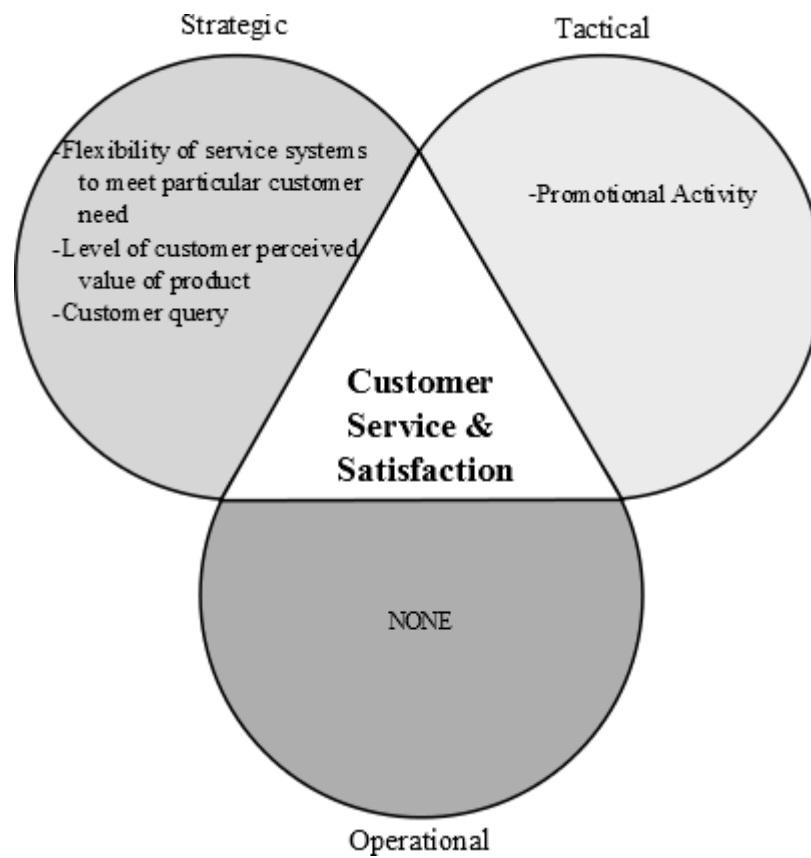 Strategic
Tactical
-Flexibility of service systems
to meet particular customer
need
-Level of customer perceived
value of product
-Customer query
-Promotional Activity
Customer
Service &
Satisfaction
NONE
Operational